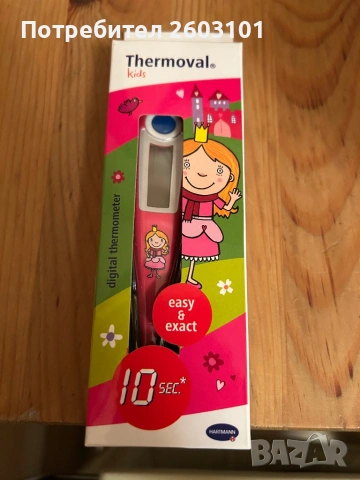 Потребител 2603101
Thermoval®
kids
digital thermometer
easy
&
exact
10 SEC.*
HARTMANN
BAZAR